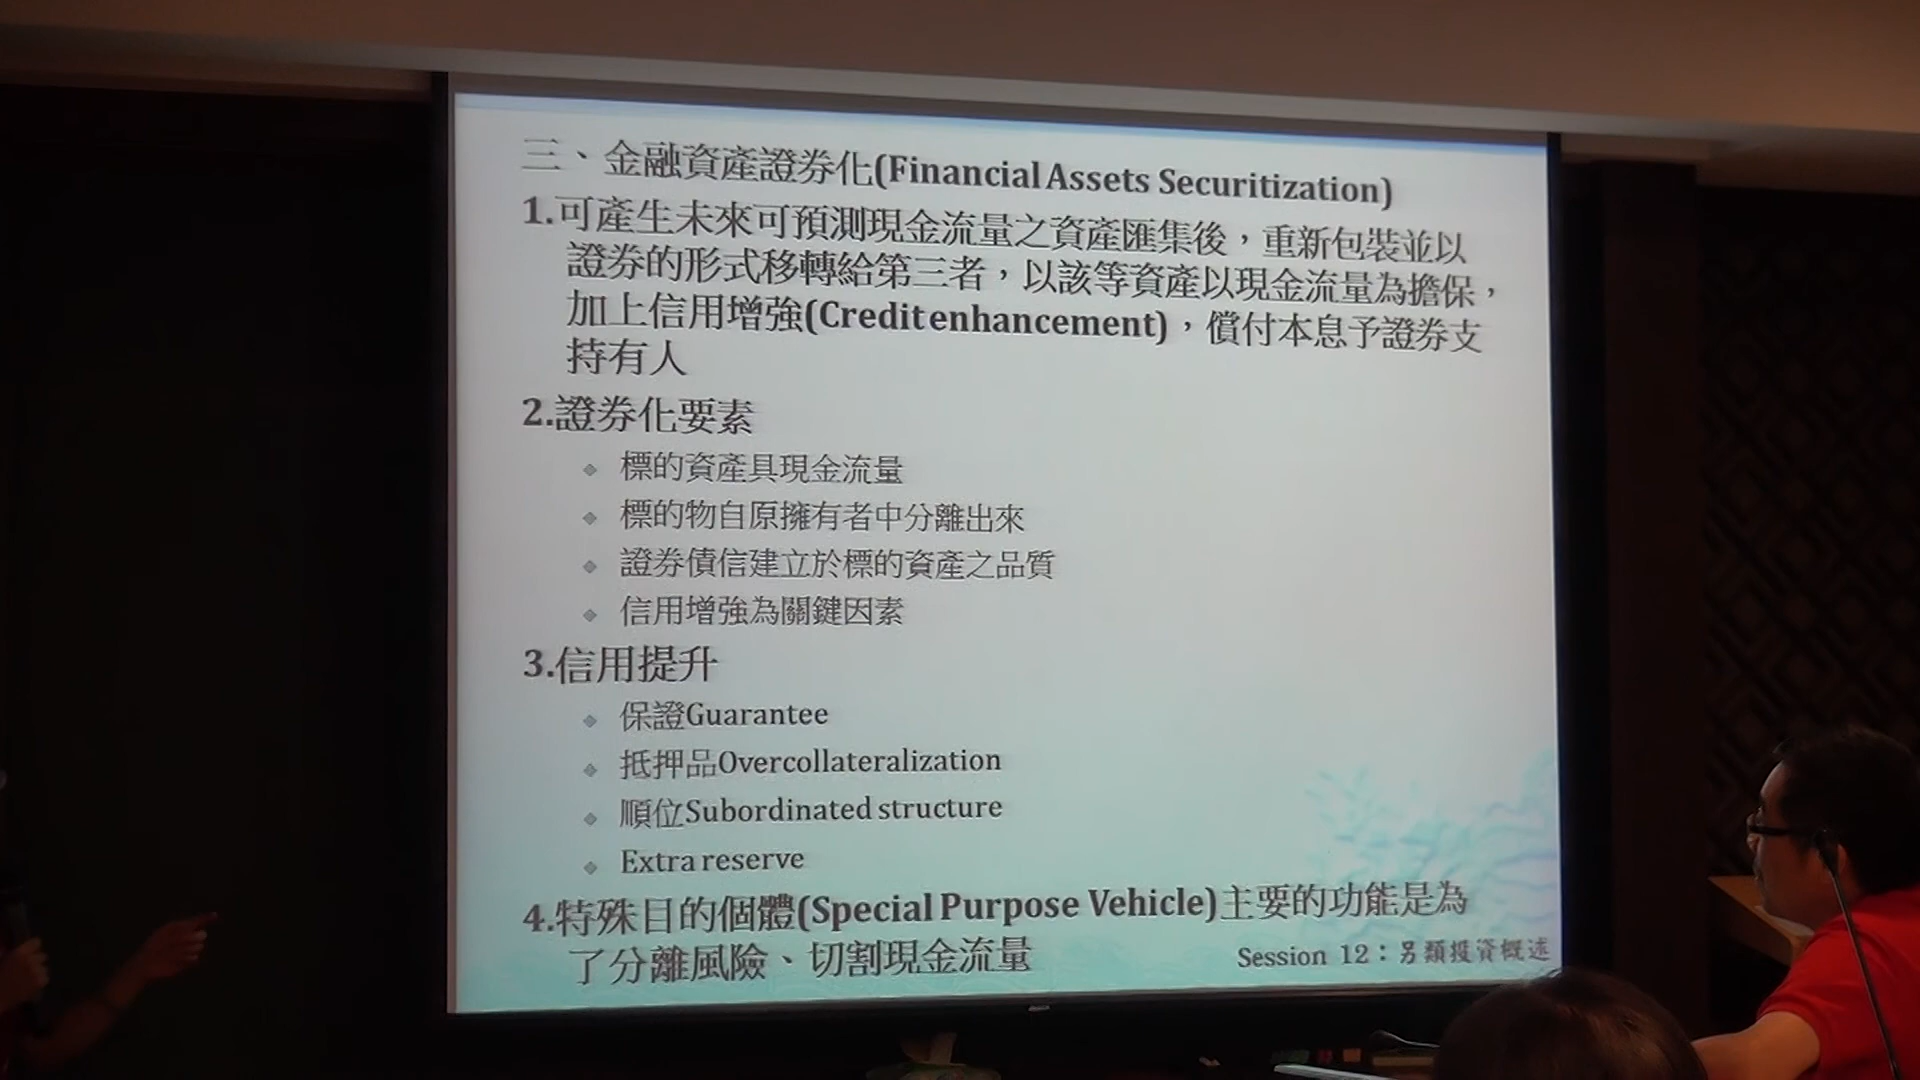 三、金融資產證券化(Financial Assets Securitization)
1.可產生未來可預測現金流量之資產匯集後，重新包裝並以
證券的形式移轉給第三者，以該等資產以現金流量為擔保，
加上信用增強(Credit enhancement)，償付本息予證券支
持有人
2.證券化要素
標的資產具現金流量
標的物自原擁有者中分離出來
證券債信建立於標的資產之品質
信用增強為關鍵因素
3.信用提升
保證Guarantee
抵押品Overcollateralization
順位Subordinated structure
Extra reserve
4.特殊目的個體(Special Purpose Vehicle)主要的功能是為
了分離風險、切割現金流量
Session 12：另類投資概述